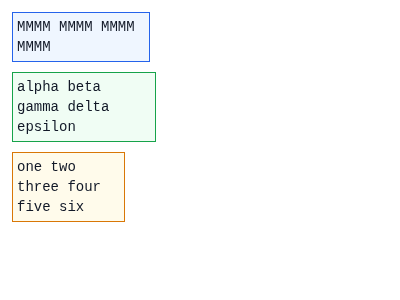 MMMM MMMM MMMM
MMMM
alpha beta
gamma delta
epsilon
one two
three four
five six